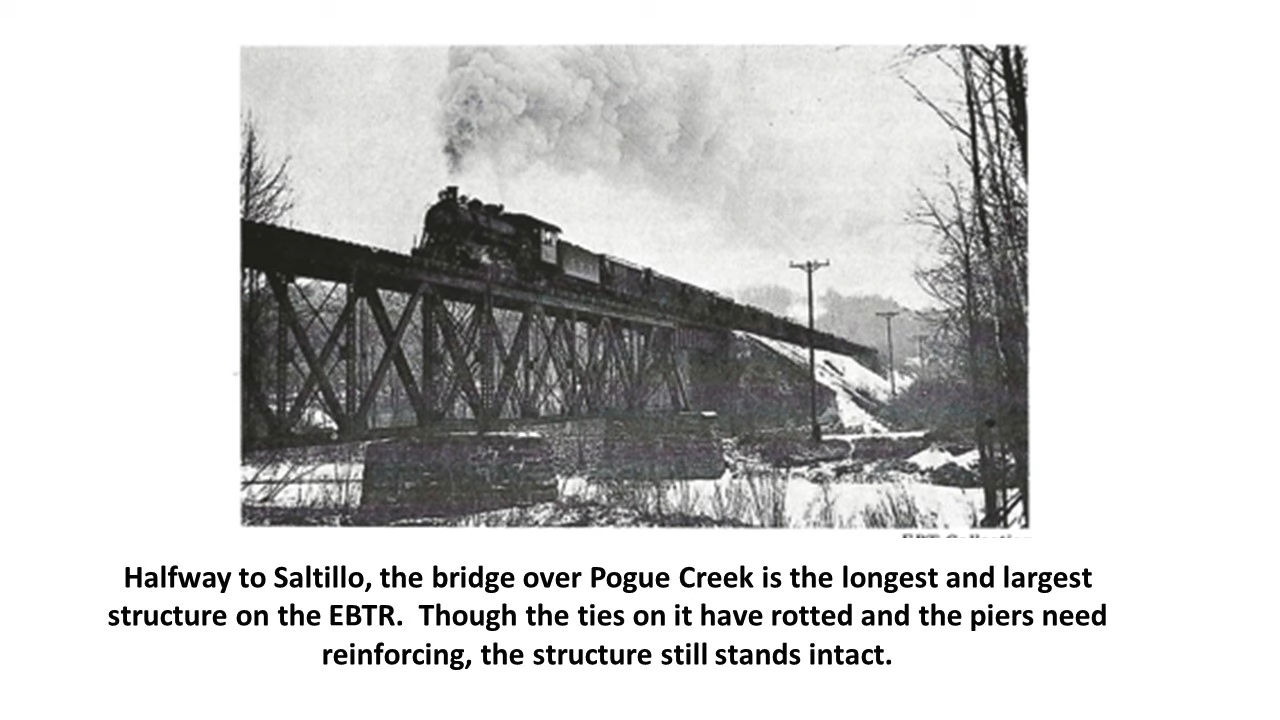 Halfway to Saltillo, the bridge over Pogue Creek is the longest and largest
structure on the EBTR.  Though the ties on it have rotted and the piers need
reinforcing, the structure still stands intact.